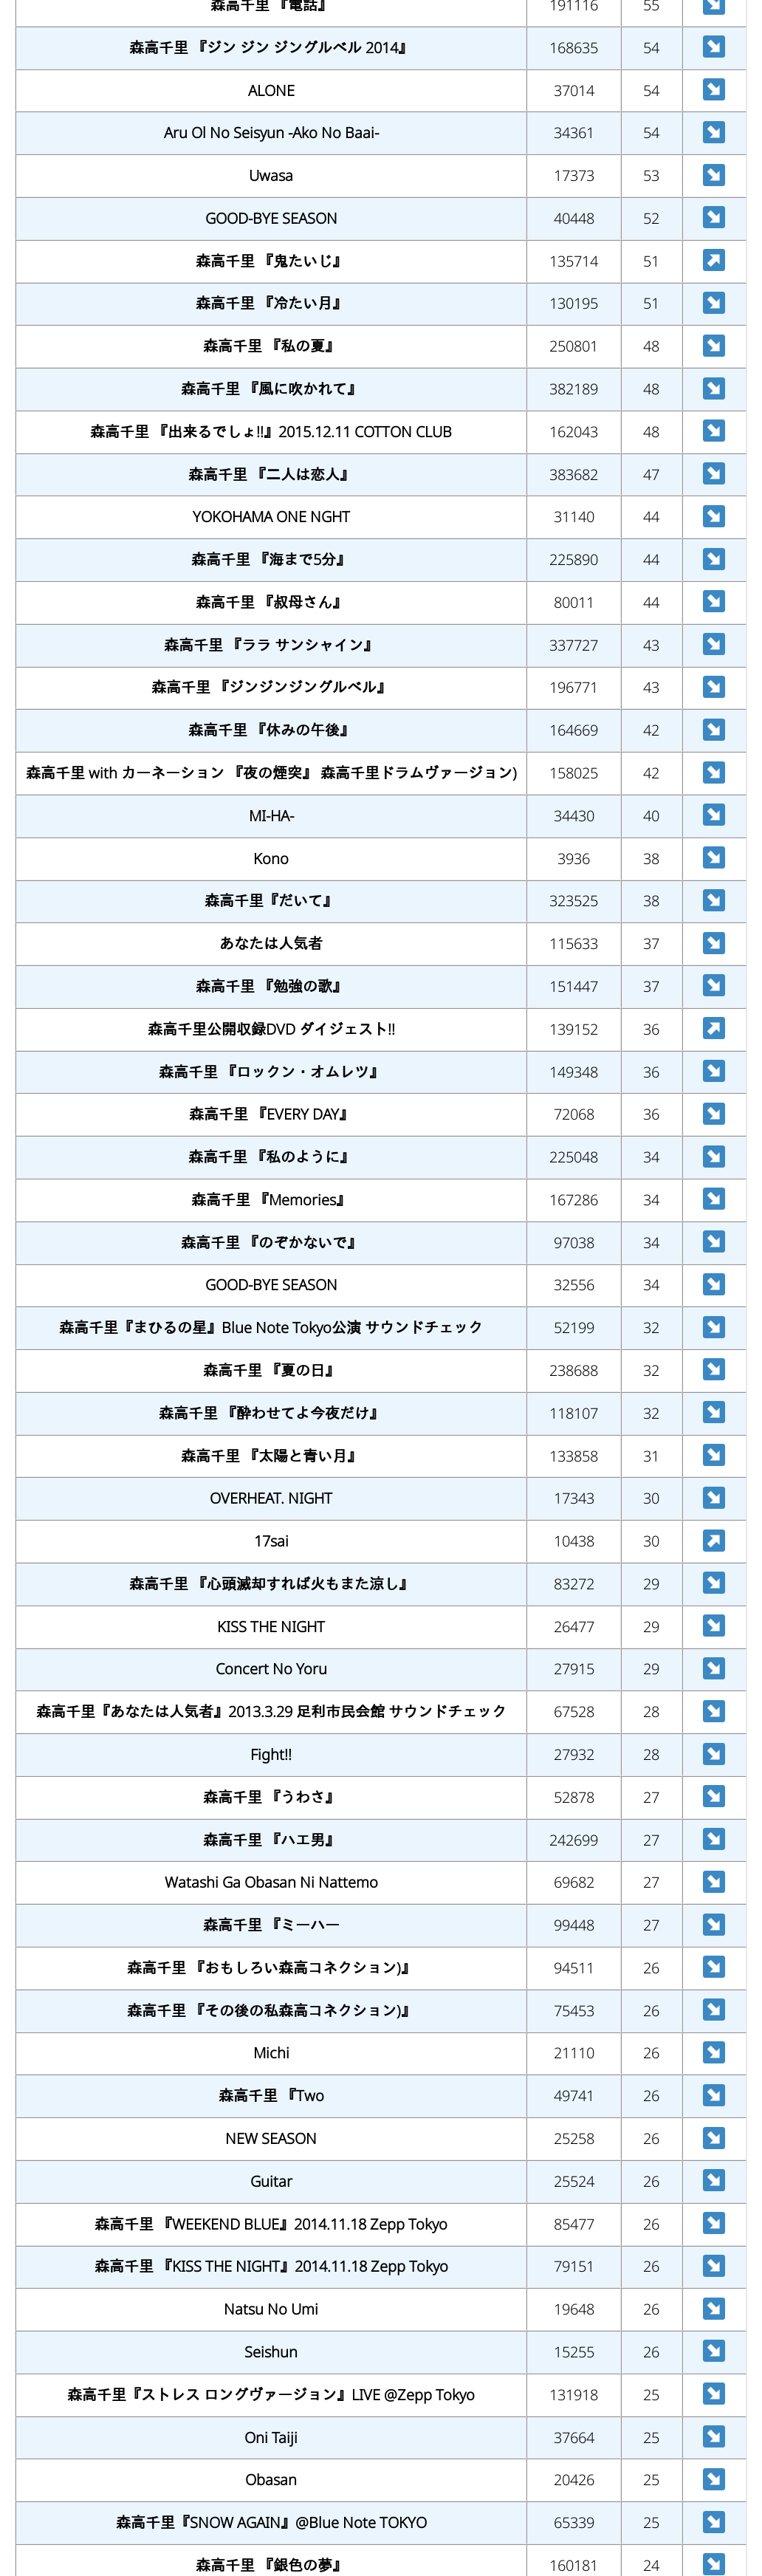 森高千里 『電話』 191116 55
森高千里 『ジン ジン ジングルベル 2014』 168635 54
ALONE 37014 54
Aru Ol No Seisyun -Ako No Baai- 34361 54
Uwasa 17373 53
GOOD-BYE SEASON 40448 52
森高千里 『鬼たいじ』 135714 51
森高千里 『冷たい月』 130195 51
森高千里 『私の夏』 250801 48
森高千里 『風に吹かれて』 382189 48
森高千里 『出来るでしょ!!』2015.12.11 COTTON CLUB 162043 48
森高千里 『二人は恋人』 383682 47
YOKOHAMA ONE NGHT 31140 44
森高千里 『海まで5分』 225890 44
森高千里 『叔母さん』 80011 44
森高千里 『ララ サンシャイン』 337727 43
森高千里 『ジンジンジングルベル』 196771 43
森高千里 『休みの午後』 164669 42
森高千里 with カーネーション 『夜の煙突』 森高千里ドラムヴァージョン) 158025 42
MI-HA- 34430 40
Kono 3936 38
森高千里『だいて』 323525 38
あなたは人気者 115633 37
森高千里 『勉強の歌』 151447 37
森高千里公開収録DVD ダイジェスト!! 139152 36
森高千里 『ロックン・オムレツ』 149348 36
森高千里 『EVERY DAY』 72068 36
森高千里 『私のように』 225048 34
森高千里 『Memories』 167286 34
森高千里 『のぞかないで』 97038 34
GOOD-BYE SEASON 32556 34
森高千里『まひるの星』Blue Note Tokyo公演 サウンドチェック 52199 32
森高千里 『夏の日』 238688 32
森高千里 『酔わせてよ今夜だけ』 118107 32
森高千里 『太陽と青い月』 133858 31
OVERHEAT. NIGHT 17343 30
17sai 10438 30
森高千里 『心頭滅却すれば火もまた涼し』 83272 29
KISS THE NIGHT 26477 29
Concert No Yoru 27915 29
森高千里『あなたは人気者』2013.3.29 足利市民会館 サウンドチェック 67528 28
Fight!! 27932 28
森高千里 『うわさ』 52878 27
森高千里 『ハエ男』 242699 27
Watashi Ga Obasan Ni Nattemo 69682 27
森高千里 『ミーハー 99448 27
森高千里 『おもしろい森高コネクション)』 94511 26
森高千里 『その後の私森高コネクション)』 75453 26
Michi 21110 26
森高千里 『Two 49741 26
NEW SEASON 25258 26
Guitar 25524 26
森高千里 『WEEKEND BLUE』2014.11.18 Zepp Tokyo 85477 26
森高千里 『KISS THE NIGHT』2014.11.18 Zepp Tokyo 79151 26
Natsu No Umi 19648 26
Seishun 15255 26
森高千里『ストレス ロングヴァージョン』LIVE @Zepp Tokyo 131918 25
Oni Taiji 37664 25
Obasan 20426 25
森高千里『SNOW AGAIN』@Blue Note TOKYO 65339 25
森高千里 『銀色の夢』 160181 24